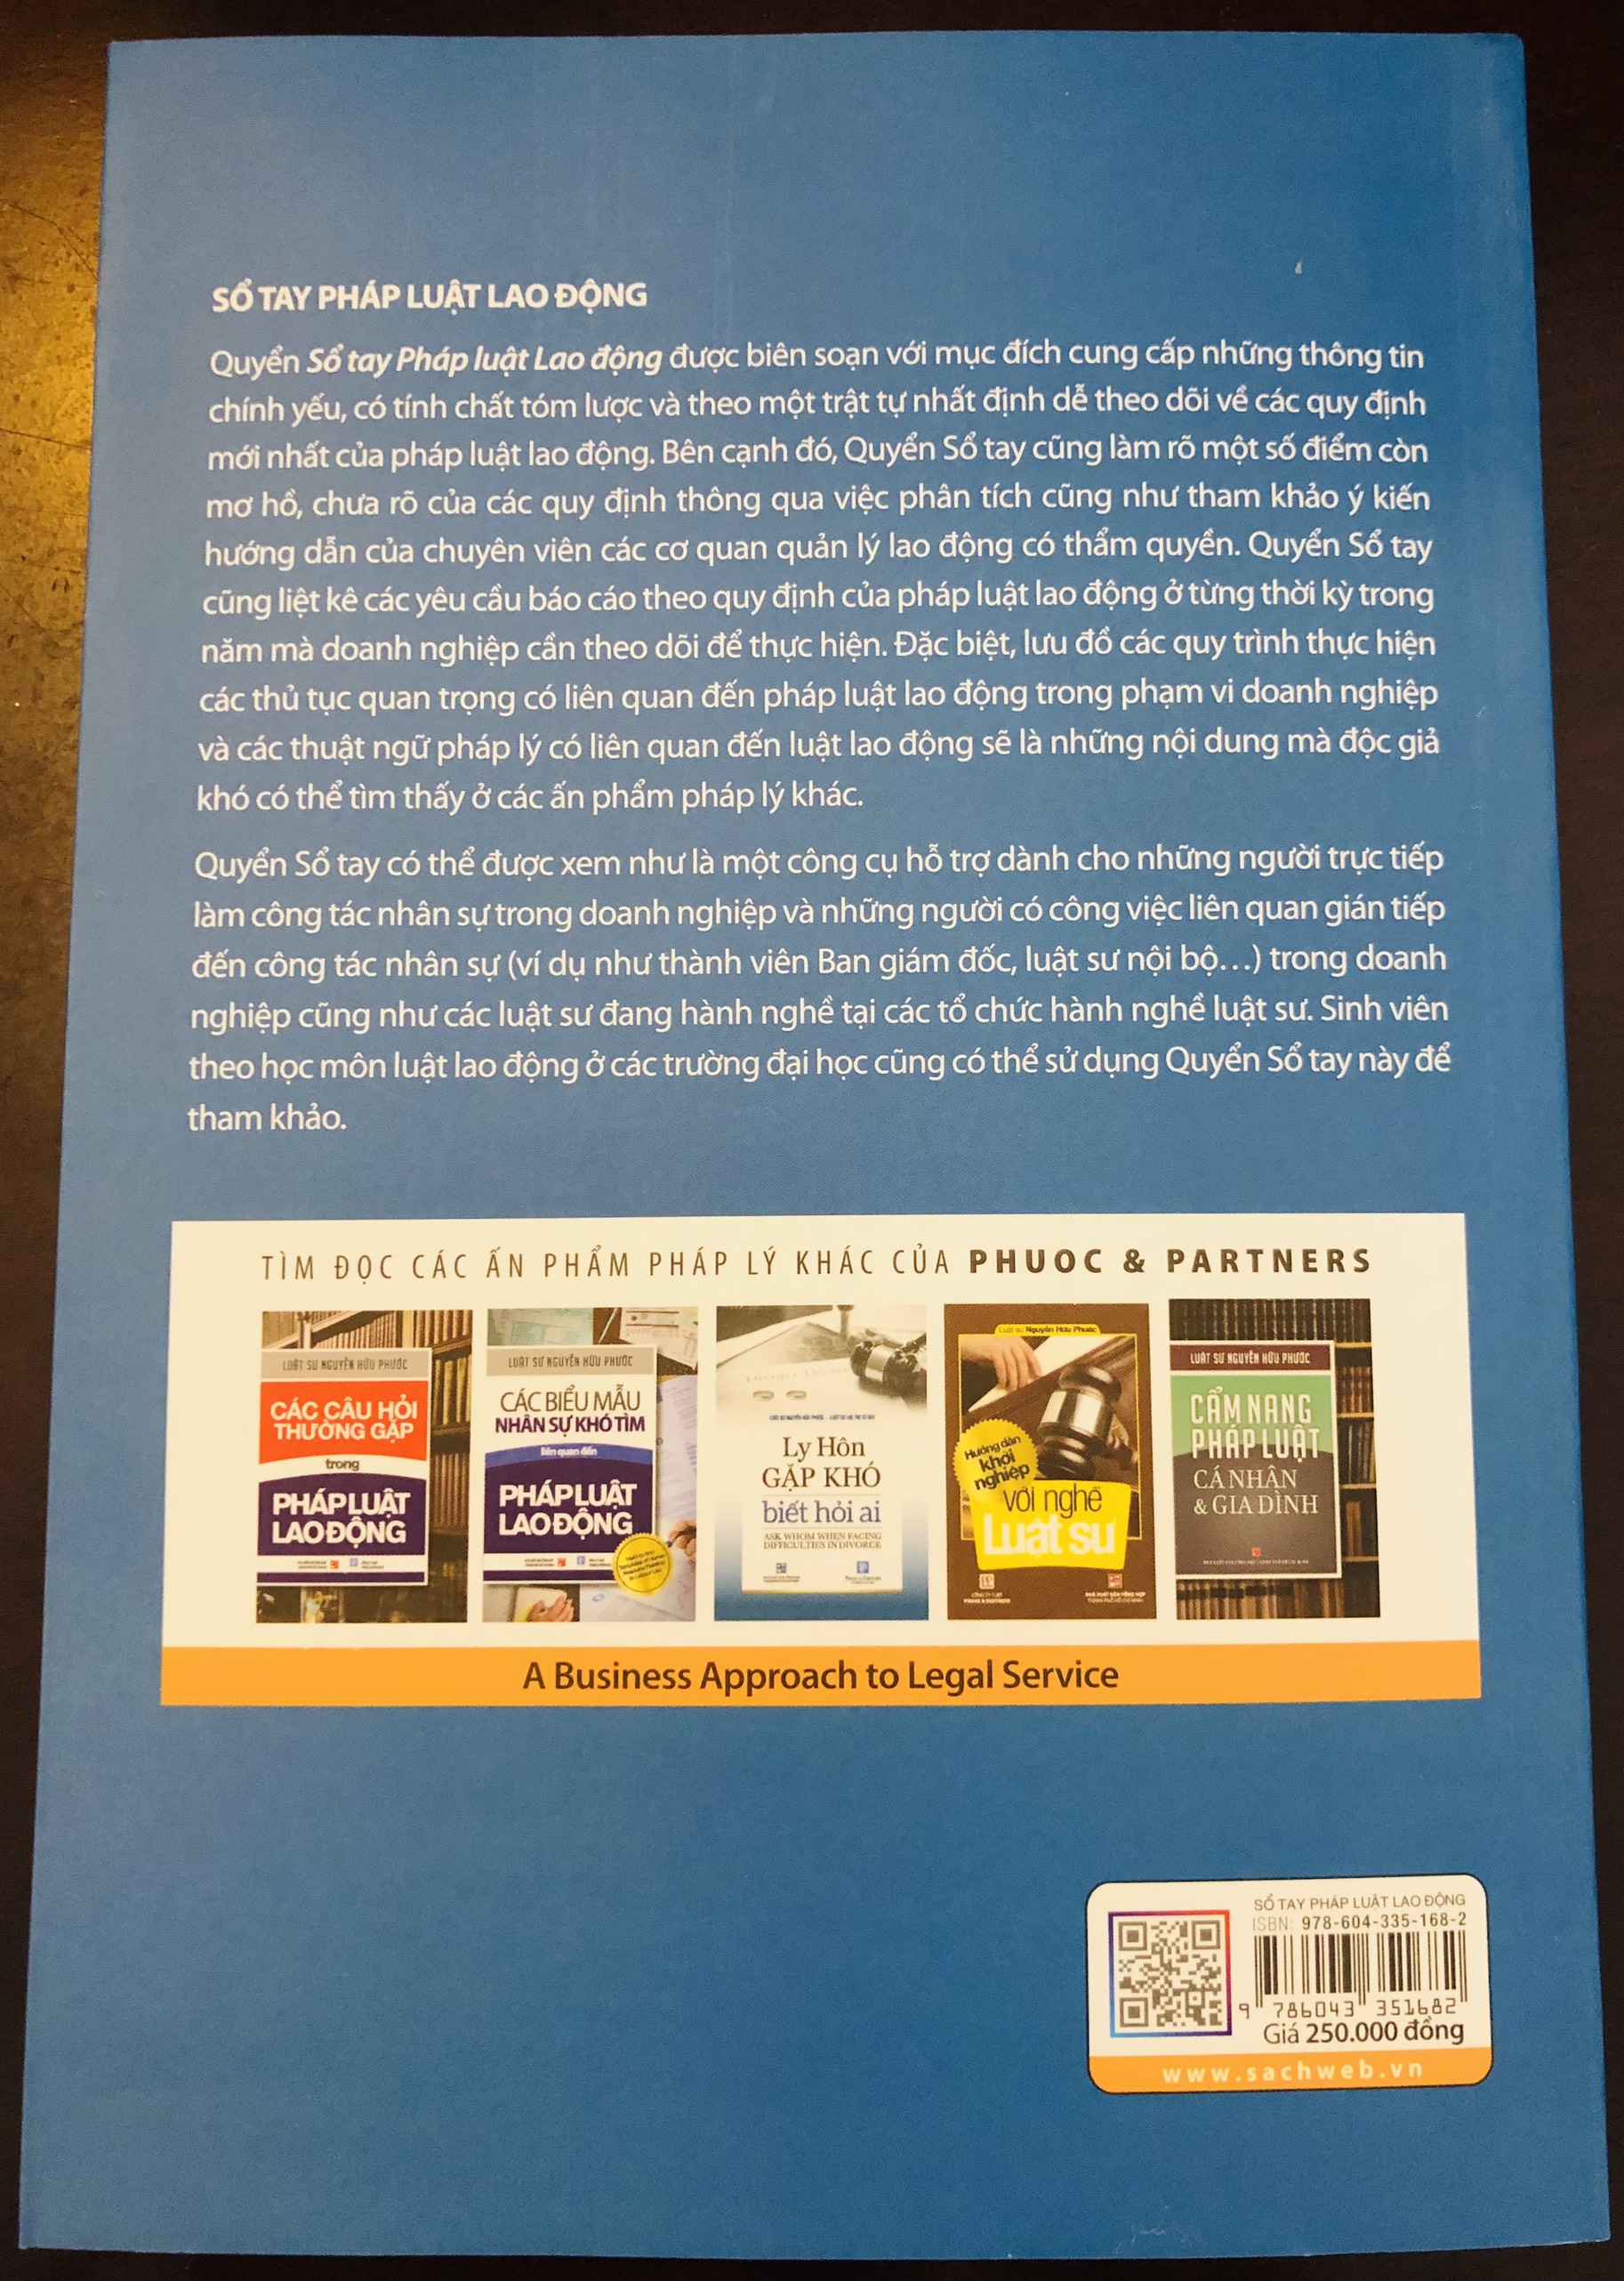 SỔ TAY PHÁP LUẬT LAO ĐỘNG
Quyển Sổ tay Pháp luật Lao động được biên soạn với mục đích cung cấp những thông tin
chính yếu, có tính chất tóm lược và theo một trật tự nhất định dễ theo dõi về các quy định
mới nhất của pháp luật lao động. Bên cạnh đó, Quyển Sổ tay cũng làm rõ một số điểm còn
mơ hồ, chưa rõ của các quy định thông qua việc phân tích cũng như tham khảo ý kiến
hướng dẫn của chuyên viên các cơ quan quản lý lao động có thẩm quyền. Quyển Sổ tay
cũng liệt kê các yêu cầu báo cáo theo quy định của pháp luật lao động ở từng thời kỳ trong
năm mà doanh nghiệp cần theo dõi để thực hiện. Đặc biệt, lưu đồ các quy trình thực hiện
các thủ tục quan trọng có liên quan đến pháp luật lao động trong phạm vi doanh nghiệp
và các thuật ngữ pháp lý có liên quan đến luật lao động sẽ là những nội dung mà độc giả
khó có thể tìm thấy ở các ấn phẩm pháp lý khác.
Quyển Sổ tay có thể được xem như là một công cụ hỗ trợ dành cho những người trực tiếp
làm công tác nhân sự trong doanh nghiệp và những người có công việc liên quan gián tiếp
đến công tác nhân sự (ví dụ như thành viên Ban giám đốc, luật sư nội bộ…) trong doanh
nghiệp cũng như các luật sư đang hành nghề tại các tổ chức hành nghề luật sư. Sinh viên
theo học môn luật lao động ở các trường đại học cũng có thể sử dụng Quyển Sổ tay này để
tham khảo.
TÌM ĐỌC CÁC ẤN PHẨM PHÁP LÝ KHÁC CỦA PHUOC & PARTNERS
LUẬT SƯ NGUYỄN HỮU PHƯỚC
CÁC CÂU HỎI
THƯỜNG GẶP
trong
PHÁP LUẬT
LAO ĐỘNG
LUẬT SƯ NGUYỄN HỮU PHƯỚC
CÁC BIỂU MẪU
NHÂN SỰ KHÓ TÌM
liên quan đến
PHÁP LUẬT
LAO ĐỘNG
Ly Hôn
GẶP KHÓ
biết hỏi ai
ASK WHOM WHEN FACING
DIFFICULTIES IN DIVORCE
Luật sư Nguyễn Hữu Phước
Hướng dẫn
khởi
nghiệp
với nghề
Luật sư
LUẬT SƯ NGUYỄN HỮU PHƯỚC
CẨM NANG
PHÁP LUẬT
CÁ NHÂN
& GIA ĐÌNH
A Business Approach to Legal Service
SỔ TAY PHÁP LUẬT LAO ĐỘNG
ISBN: 978-604-335-168-2
9 786043 351682
Giá 250.000 đồng
www.sachweb.vn